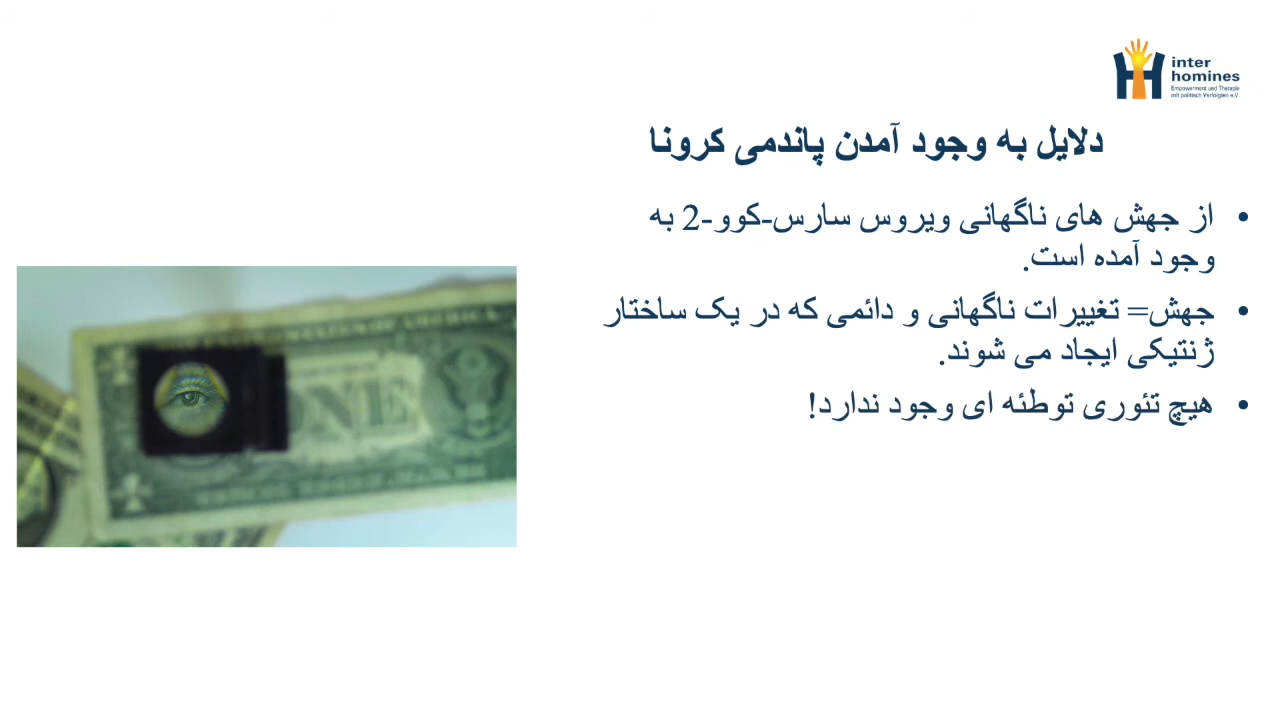 inter
homines
Empowerment und Therapie
mit politisch Verfolgten e.V.
دلایل به وجود آمدن پاندمی کرونا
• از جهش های ناگهانی ویروس سارس-کوو-2 به
وجود آمده است.
• جهش= تغییرات ناگهانی و دائمی که در یک ساختار
ژنتیکی ایجاد می شوند.
• هیچ تئوری توطئه ای وجود ندارد!
ONE